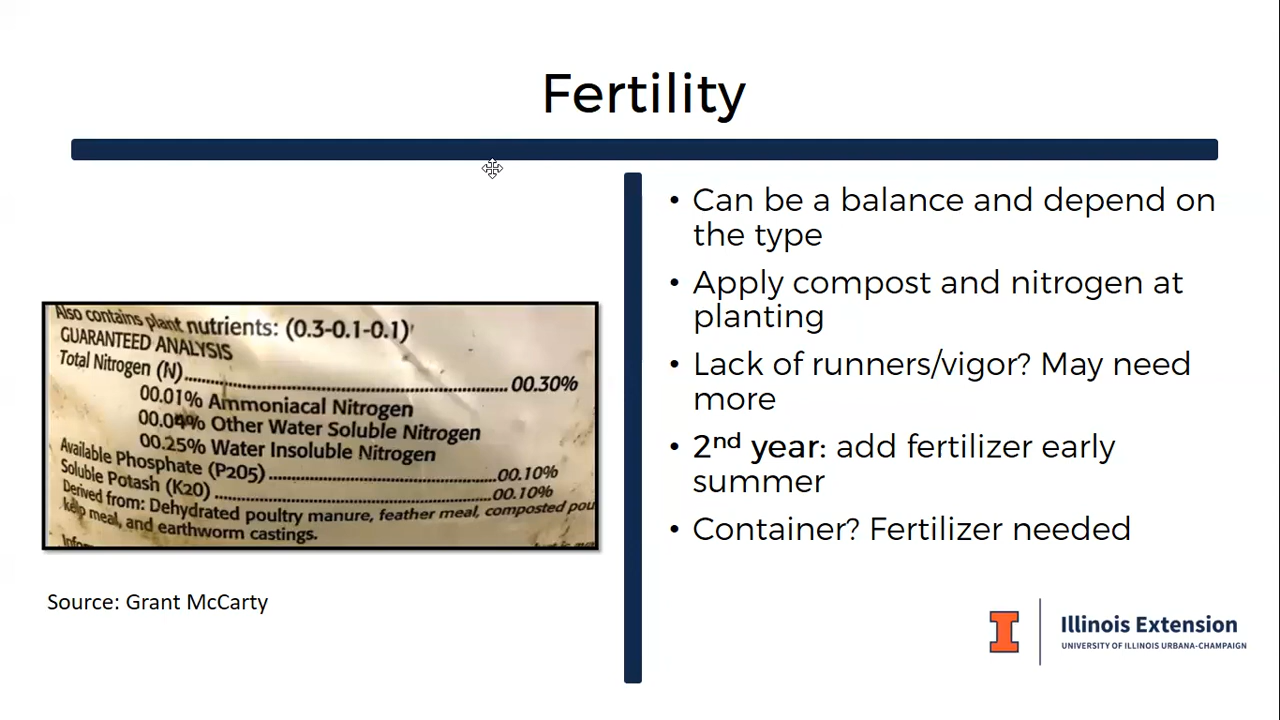 Fertility
Also contains plant nutrients: (0.3-0.1-0.1)
GUARANTEED ANALYSIS
Total Nitrogen (N)........................................ 00.30%
00.01% Ammoniacal Nitrogen
00.04% Other Water Soluble Nitrogen
00.25% Water Insoluble Nitrogen
Available Phosphate (P205)........................................00.10%
Soluble Potash (K20) ........................................00.10%
Derived from: Dehydrated poultry manure, feather meal, composted
kelp meal, and earthworm castings.
Source: Grant McCarty
• Can be a balance and depend on
the type
• Apply compost and nitrogen at
planting
• Lack of runners/vigor? May need
more
• 2nd year: add fertilizer early
summer
• Container? Fertilizer needed
I
Illinois Extension
UNIVERSITY OF ILLINOIS URBANA-CHAMPAIGN